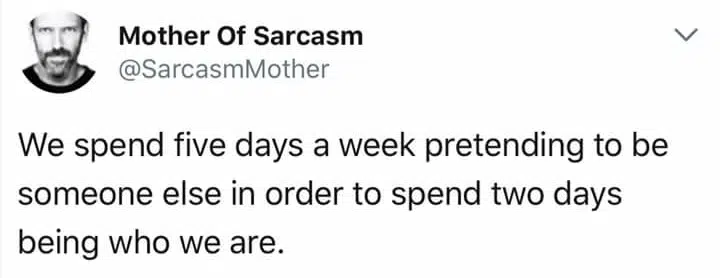 Mother Of Sarcasm
@SarcasmMother
We spend five days a week pretending to be
someone else in order to spend two days
being who we are.